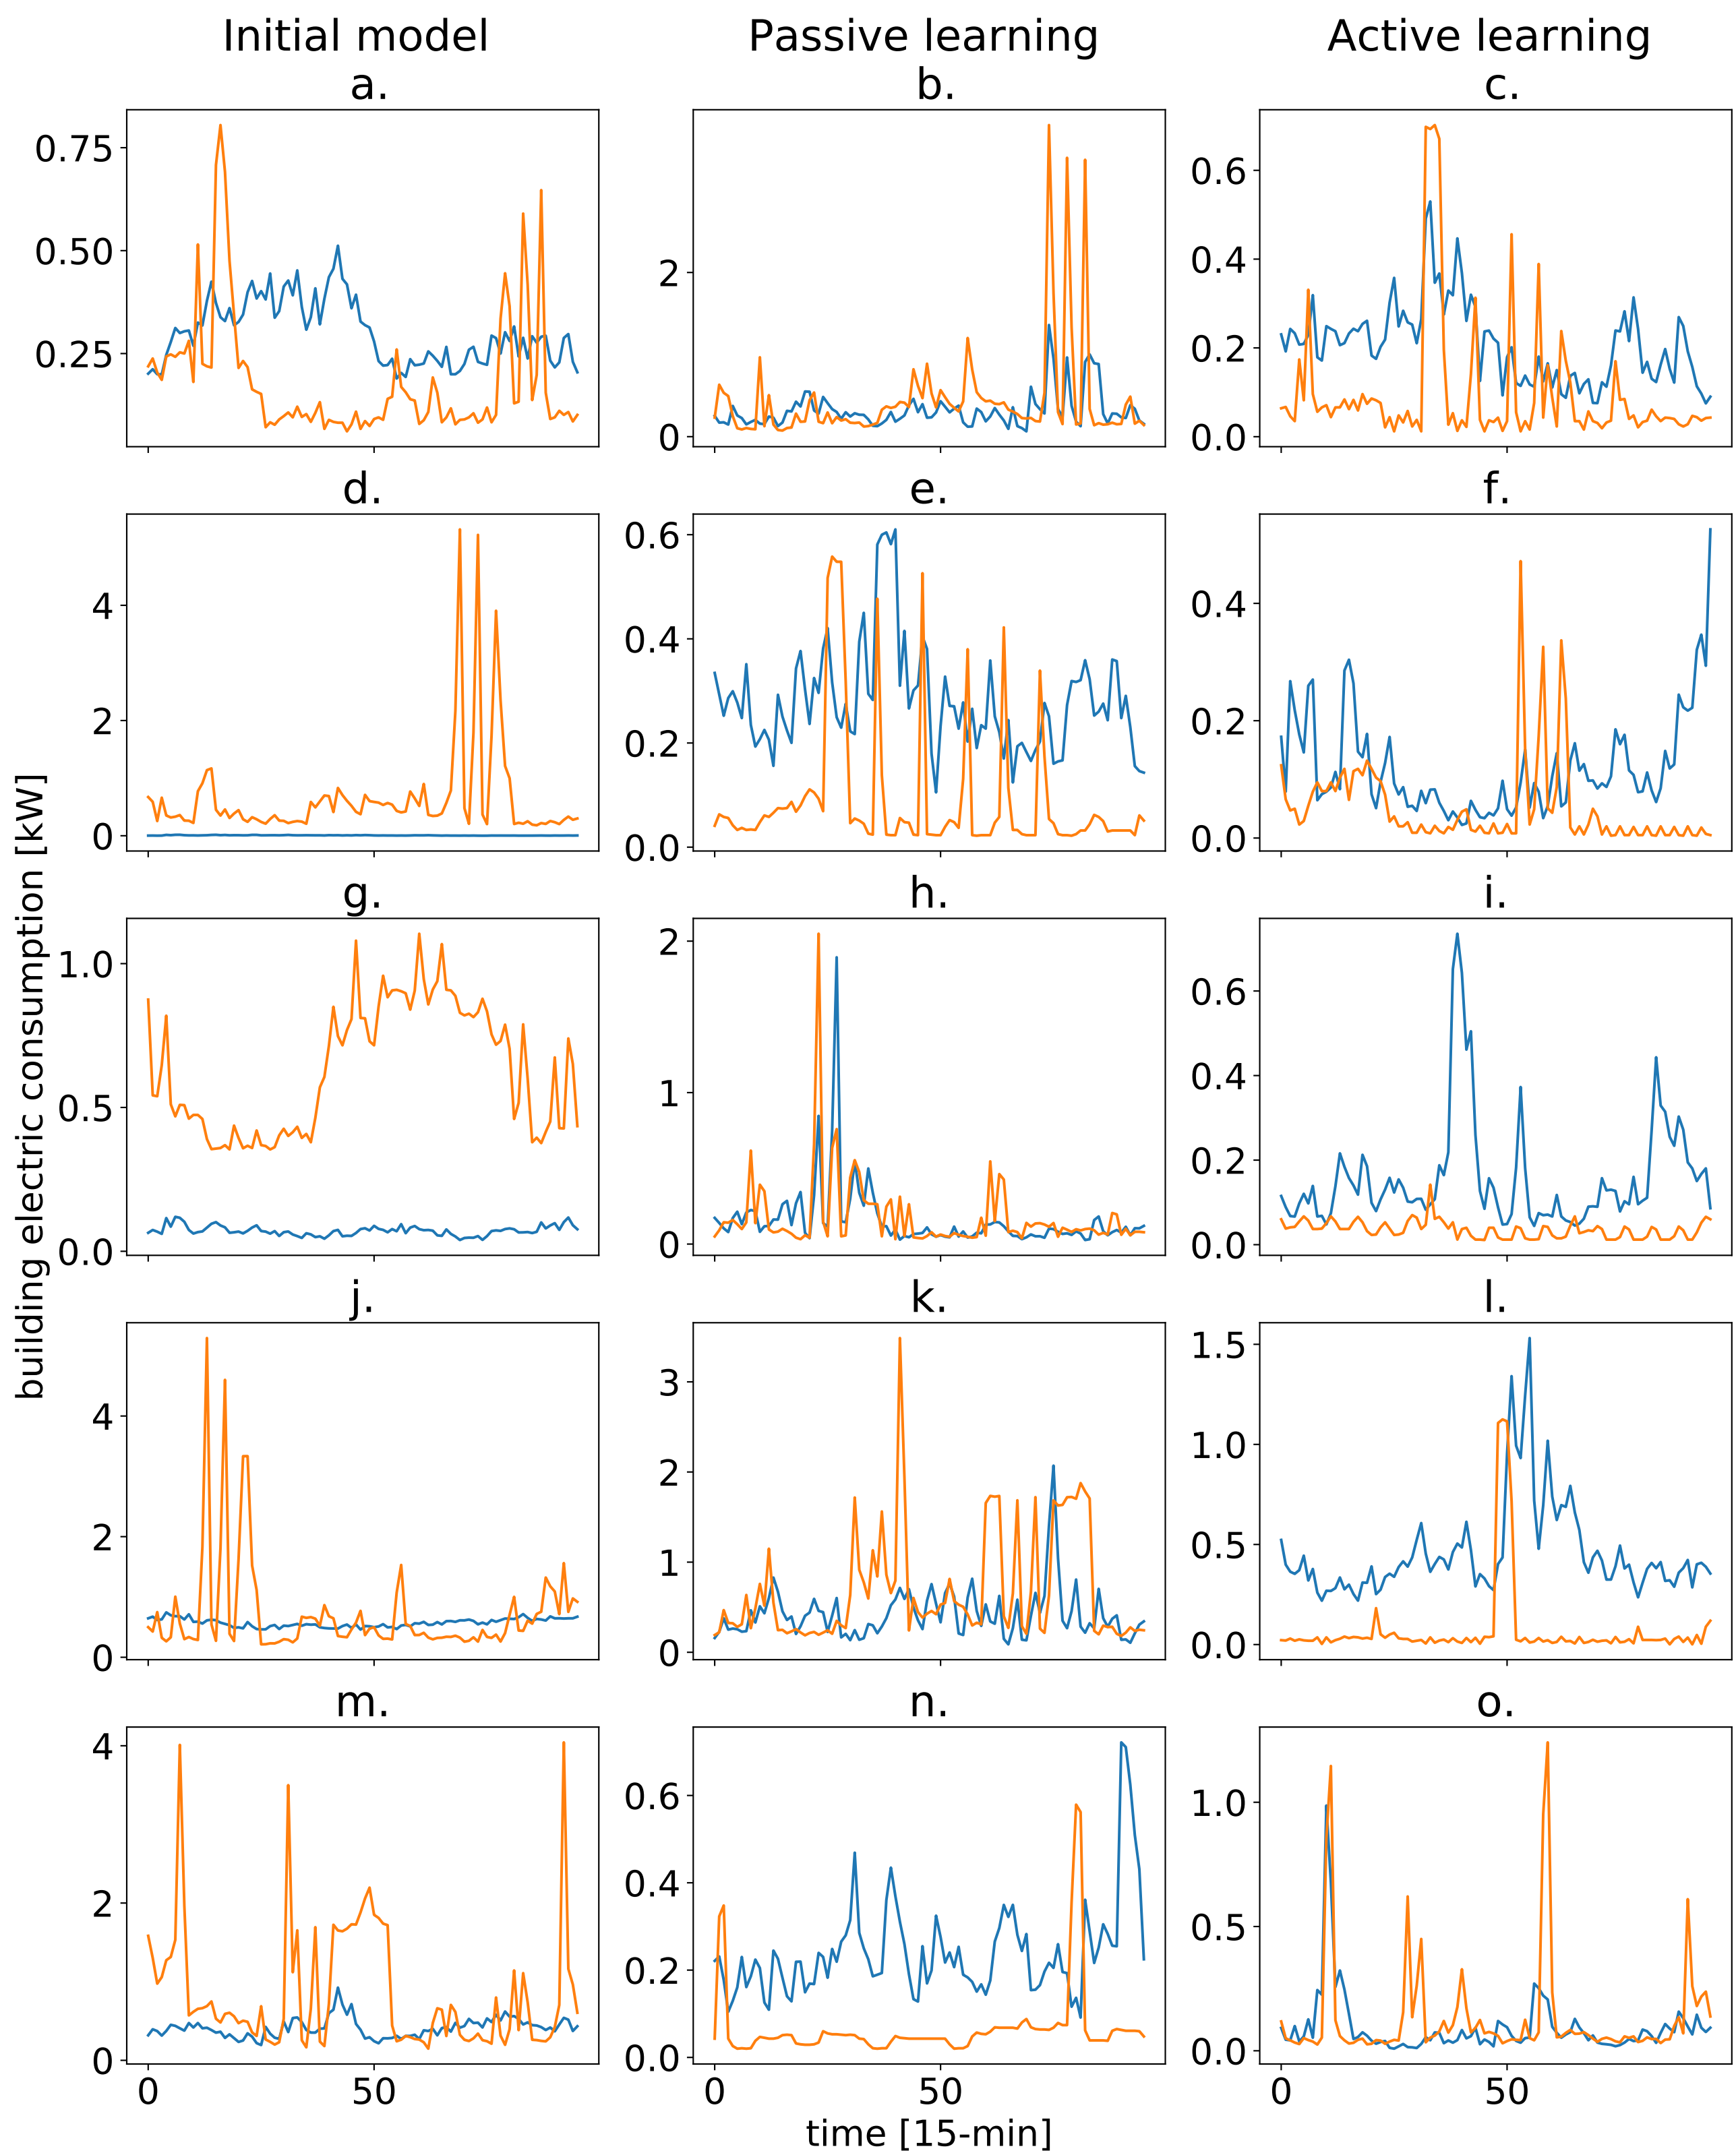 Initial model
Passive learning
Active learning
a.
b.
c.
0.75
0.50
0.25
2
0
0.6
0.4
0.2
0.0
d.
e.
f.
4
2
0
0.6
0.4
0.2
0.0
0.4
0.2
0.0
building electric consumption [kW]
g.
h.
i.
1.0
0.5
0.0
2
1
0
0.6
0.4
0.2
0.0
j.
k.
l.
4
2
0
3
2
1
0
1.5
1.0
0.5
0.0
m.
n.
o.
4
2
0
0.6
0.4
0.2
0.0
1.0
0.5
0.0
0 50
0 50
0 50
time [15-min]